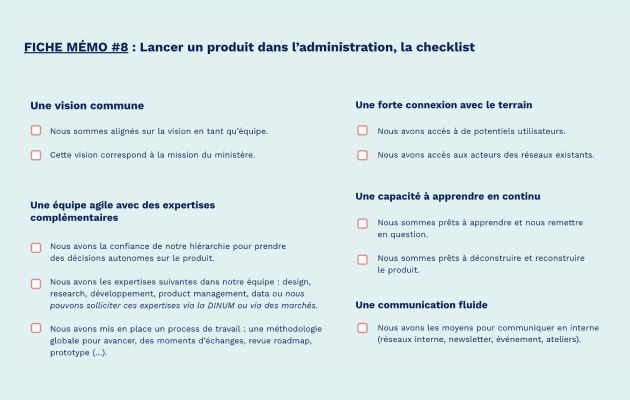 FICHE MÉMO #8 : Lancer un produit dans l'administration, la checklist
Une vision commune
Nous sommes alignés sur la vision en tant qu'équipe.
Cette vision correspond à la mission du ministère.
Une équipe agile avec des expertises
complémentaires
Nous avons la confiance de notre hiérarchie pour prendre
des décisions autonomes sur le produit.
Nous avons les expertises suivantes dans notre équipe : design,
research, développement, product management, data ou nous
pouvons solliciter ces expertises via la DINUM ou via des marchés.
Nous avons mis en place un process de travail : une méthodologie
globale pour avancer, des moments d'échanges, revue roadmap,
prototype (...).
Une forte connexion avec le terrain
Nous avons accès à de potentiels utilisateurs.
Nous avons accès aux acteurs des réseaux existants.
Une capacité à apprendre en continu
Nous sommes prêts à apprendre et nous remettre
en question.
Nous sommes prêts à déconstruire et reconstruire
le produit.
Une communication fluide
Nous avons les moyens pour communiquer en interne
(réseaux interne, newsletter, événement, ateliers).